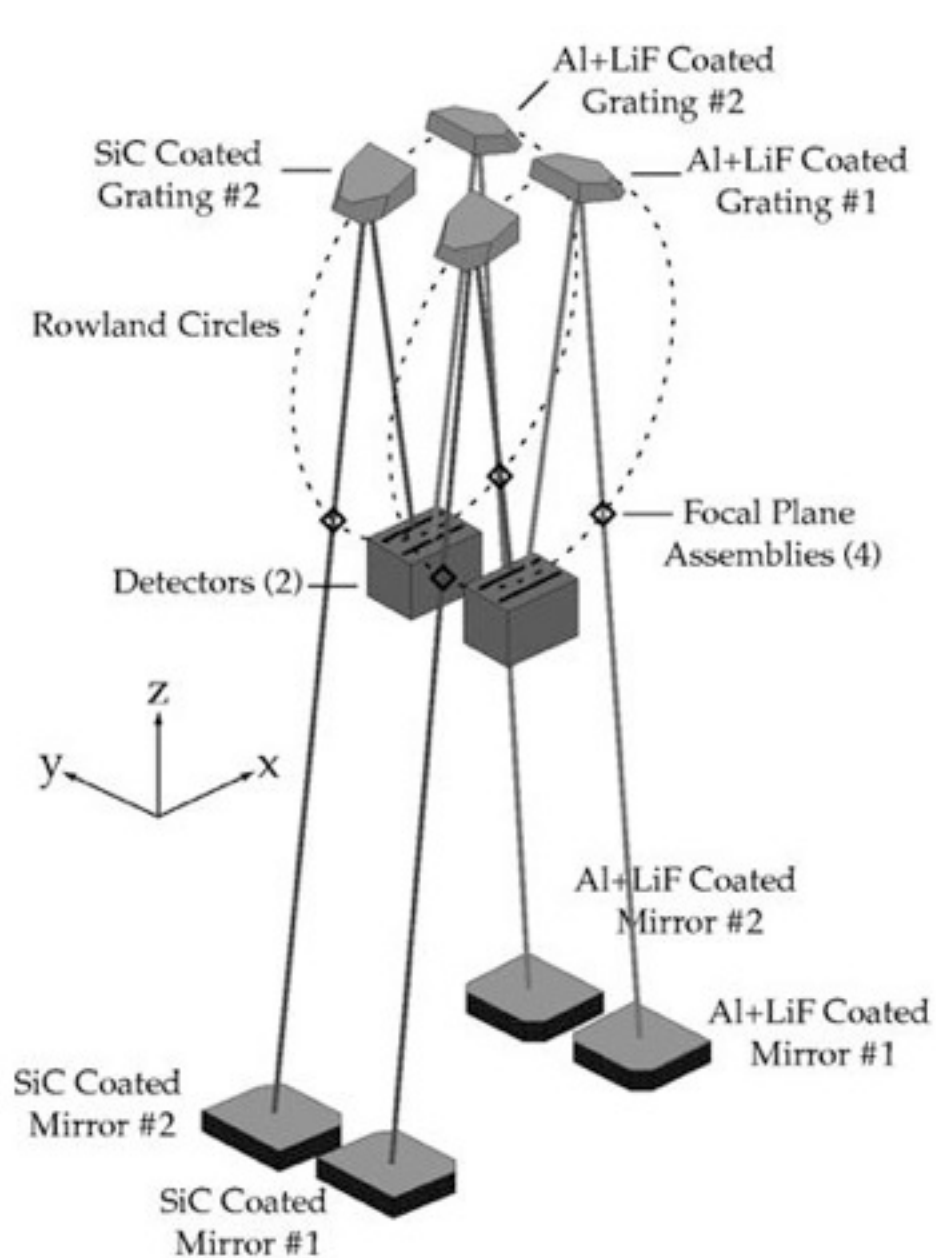 Al+LiF Coated
Grating #2
SiC Coated
Grating #2
Al+LiF Coated
Grating #1
Rowland Circles
Focal Plane
Assemblies (4)
Detectors (2)
z
y
x
Al+LiF Coated
Mirror #2
Al+LiF Coated
Mirror #1
SiC Coated
Mirror #2
SiC Coated
Mirror #1